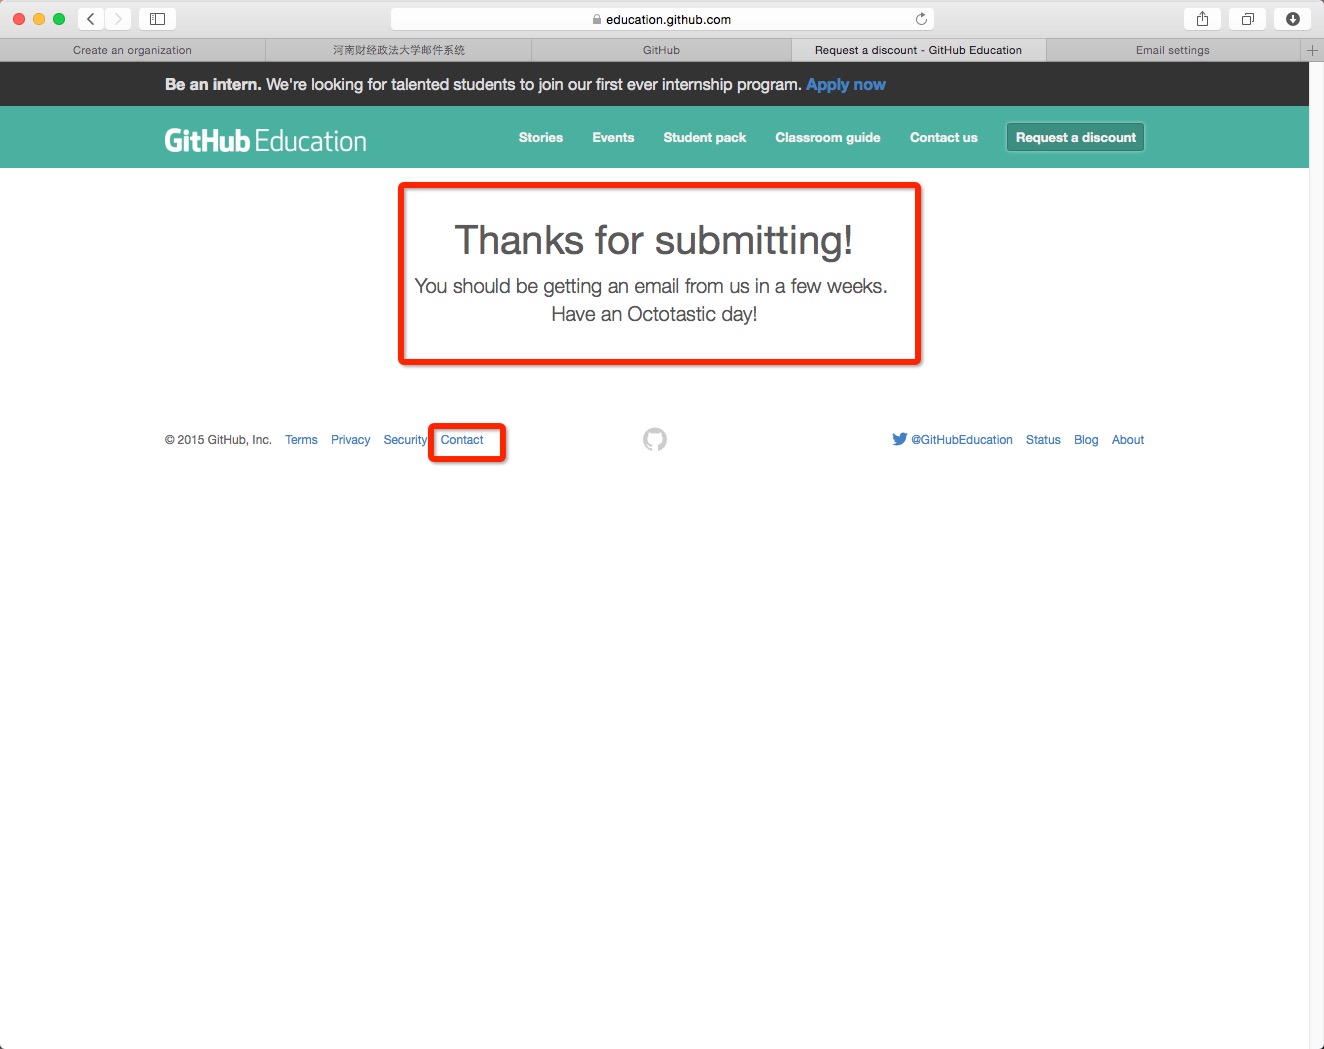 education.github.com
Create an organization
河南财经政法大学邮件系统
GitHub
Request a discount - GitHub Education
Email settings
Be an intern. We're looking for talented students to join our first ever internship program. Apply now
GitHub Education
Stories
Events
Student pack
Classroom guide
Contact us
Request a discount
Thanks for submitting!
You should be getting an email from us in a few weeks.
Have an Octotastic day!
© 2015 GitHub, Inc.
Terms
Privacy
Security
Contact
@GitHubEducation
Status
Blog
About